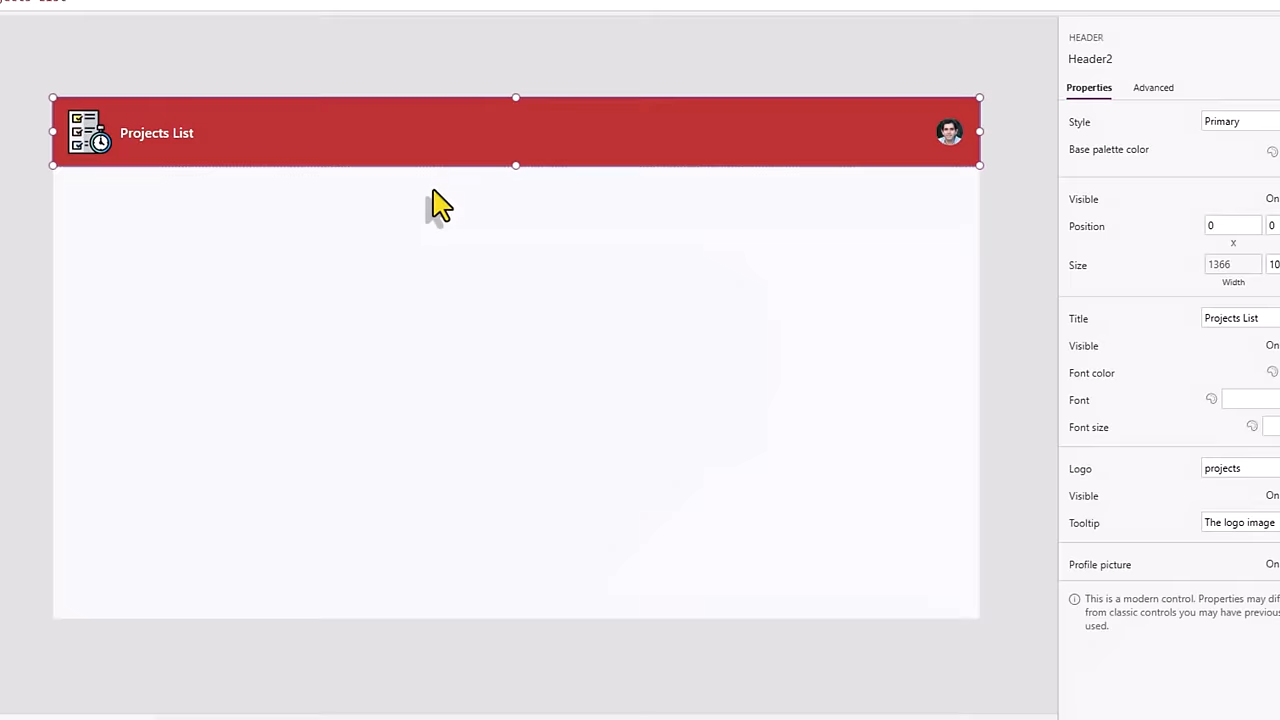 Projects List
HEADER
Header2
Properties Advanced
Style Primary
Base palette color
Visible On
Position 0 0
X
Size 1366 10
Width
Title Projects List
Visible On
Font color
Font
Font size
Logo projects
Visible On
Tooltip The logo image
Profile picture On
This is a modern control. Properties may dif
from classic controls you may have previous
used.